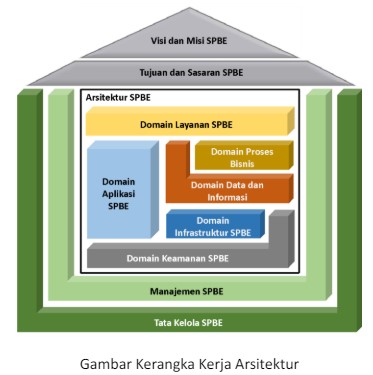 Visi dan Misi SPBE
Tujuan dan Sasaran SPBE
Arsitektur SPBE
Domain Layanan SPBE
Domain
Aplikasi
SPBE
Domain Proses
Bisnis
Domain Data dan
Informasi
Domain
Infrastruktur SPBE
Domain Keamanan SPBE
Manajemen SPBE
Tata Kelola SPBE
Gambar Kerangka Kerja Arsitektur